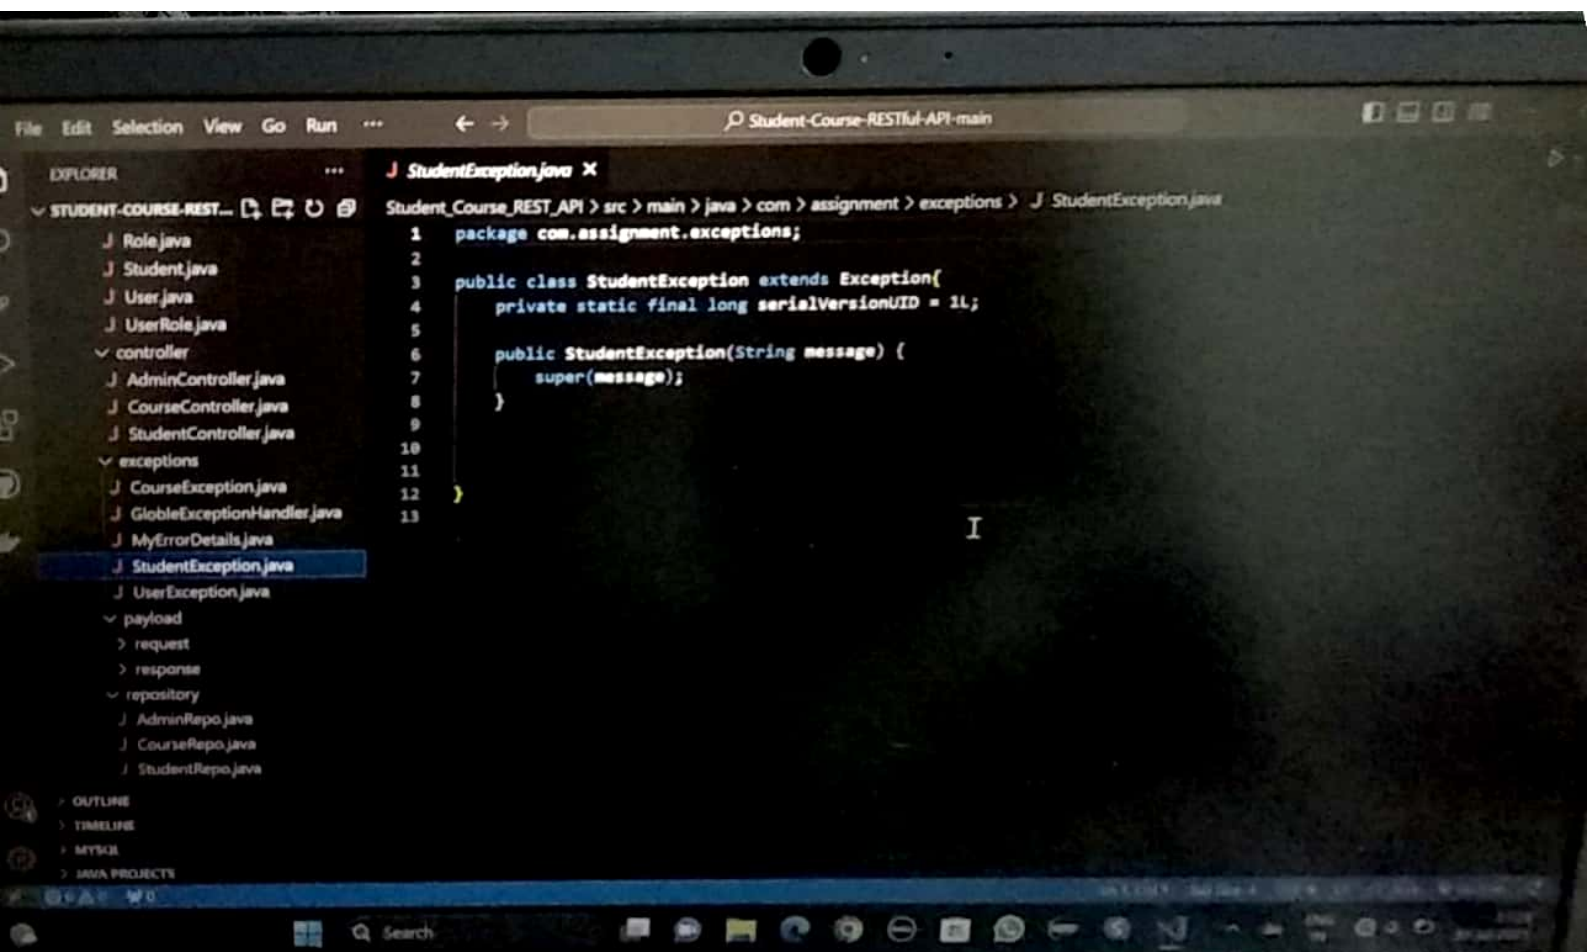 File Edit Selection View Go Run ··· ← → Student-Course-RESTful-API-main
EXPLORER ···
STUDENT-COURSE-REST...
Role.java
Student.java
User.java
UserRole.java
controller
AdminController.java
CourseController.java
StudentController.java
exceptions
CourseException.java
GlobleExceptionHandler.java
MyErrorDetails.java
StudentException.java
UserException.java
payload
request
response
repository
AdminRepo.java
CourseRepo.java
StudentRepo.java
OUTLINE
TIMELINE
MYSQL
JAVA PROJECTS
J StudentException.java ×
Student_Course_REST_API > src > main > java > com > assignment > exceptions > J StudentException.java
1 package com.assignment.exceptions;
2
3 public class StudentException extends Exception{
4 private static final long serialVersionUID = 1L;
5
6 public StudentException(String message) {
7 super(message);
8 }
9
10
11
12 }
13
0
Search